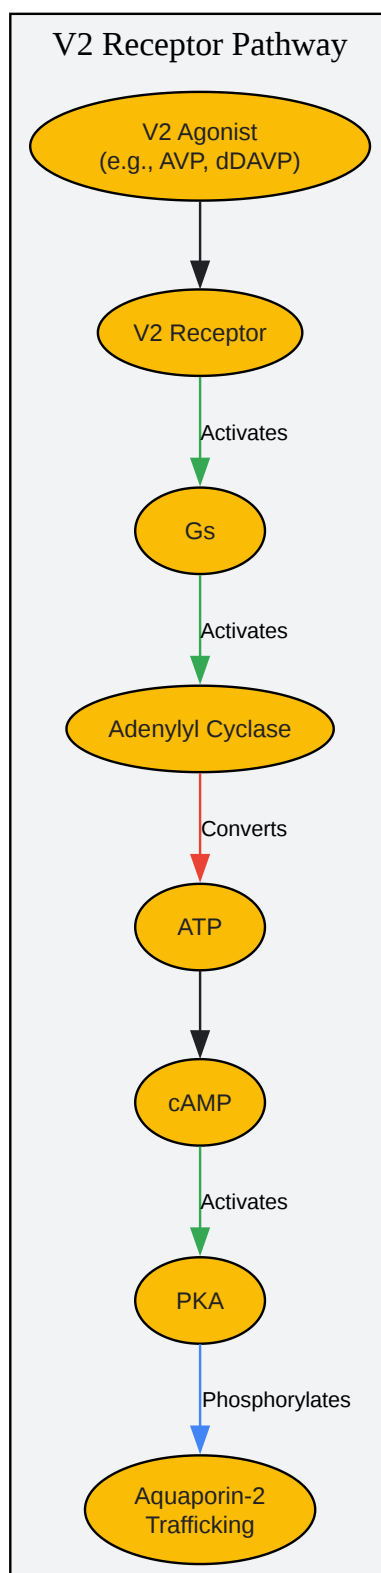 V2 Receptor Pathway
V2 Agonist
(e.g., AVP, dDAVP)
V2 Receptor
Activates
Gs
Activates
Adenylyl Cyclase
Converts
ATP
cAMP
Activates
PKA
Phosphorylates
Aquaporin-2
Trafficking